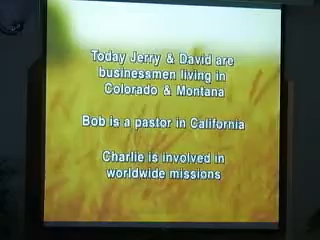 Today Jerry & David are
businessmen living in
Colorado & Montana
Bob is a pastor in California
Charlie is involved in
worldwide missions